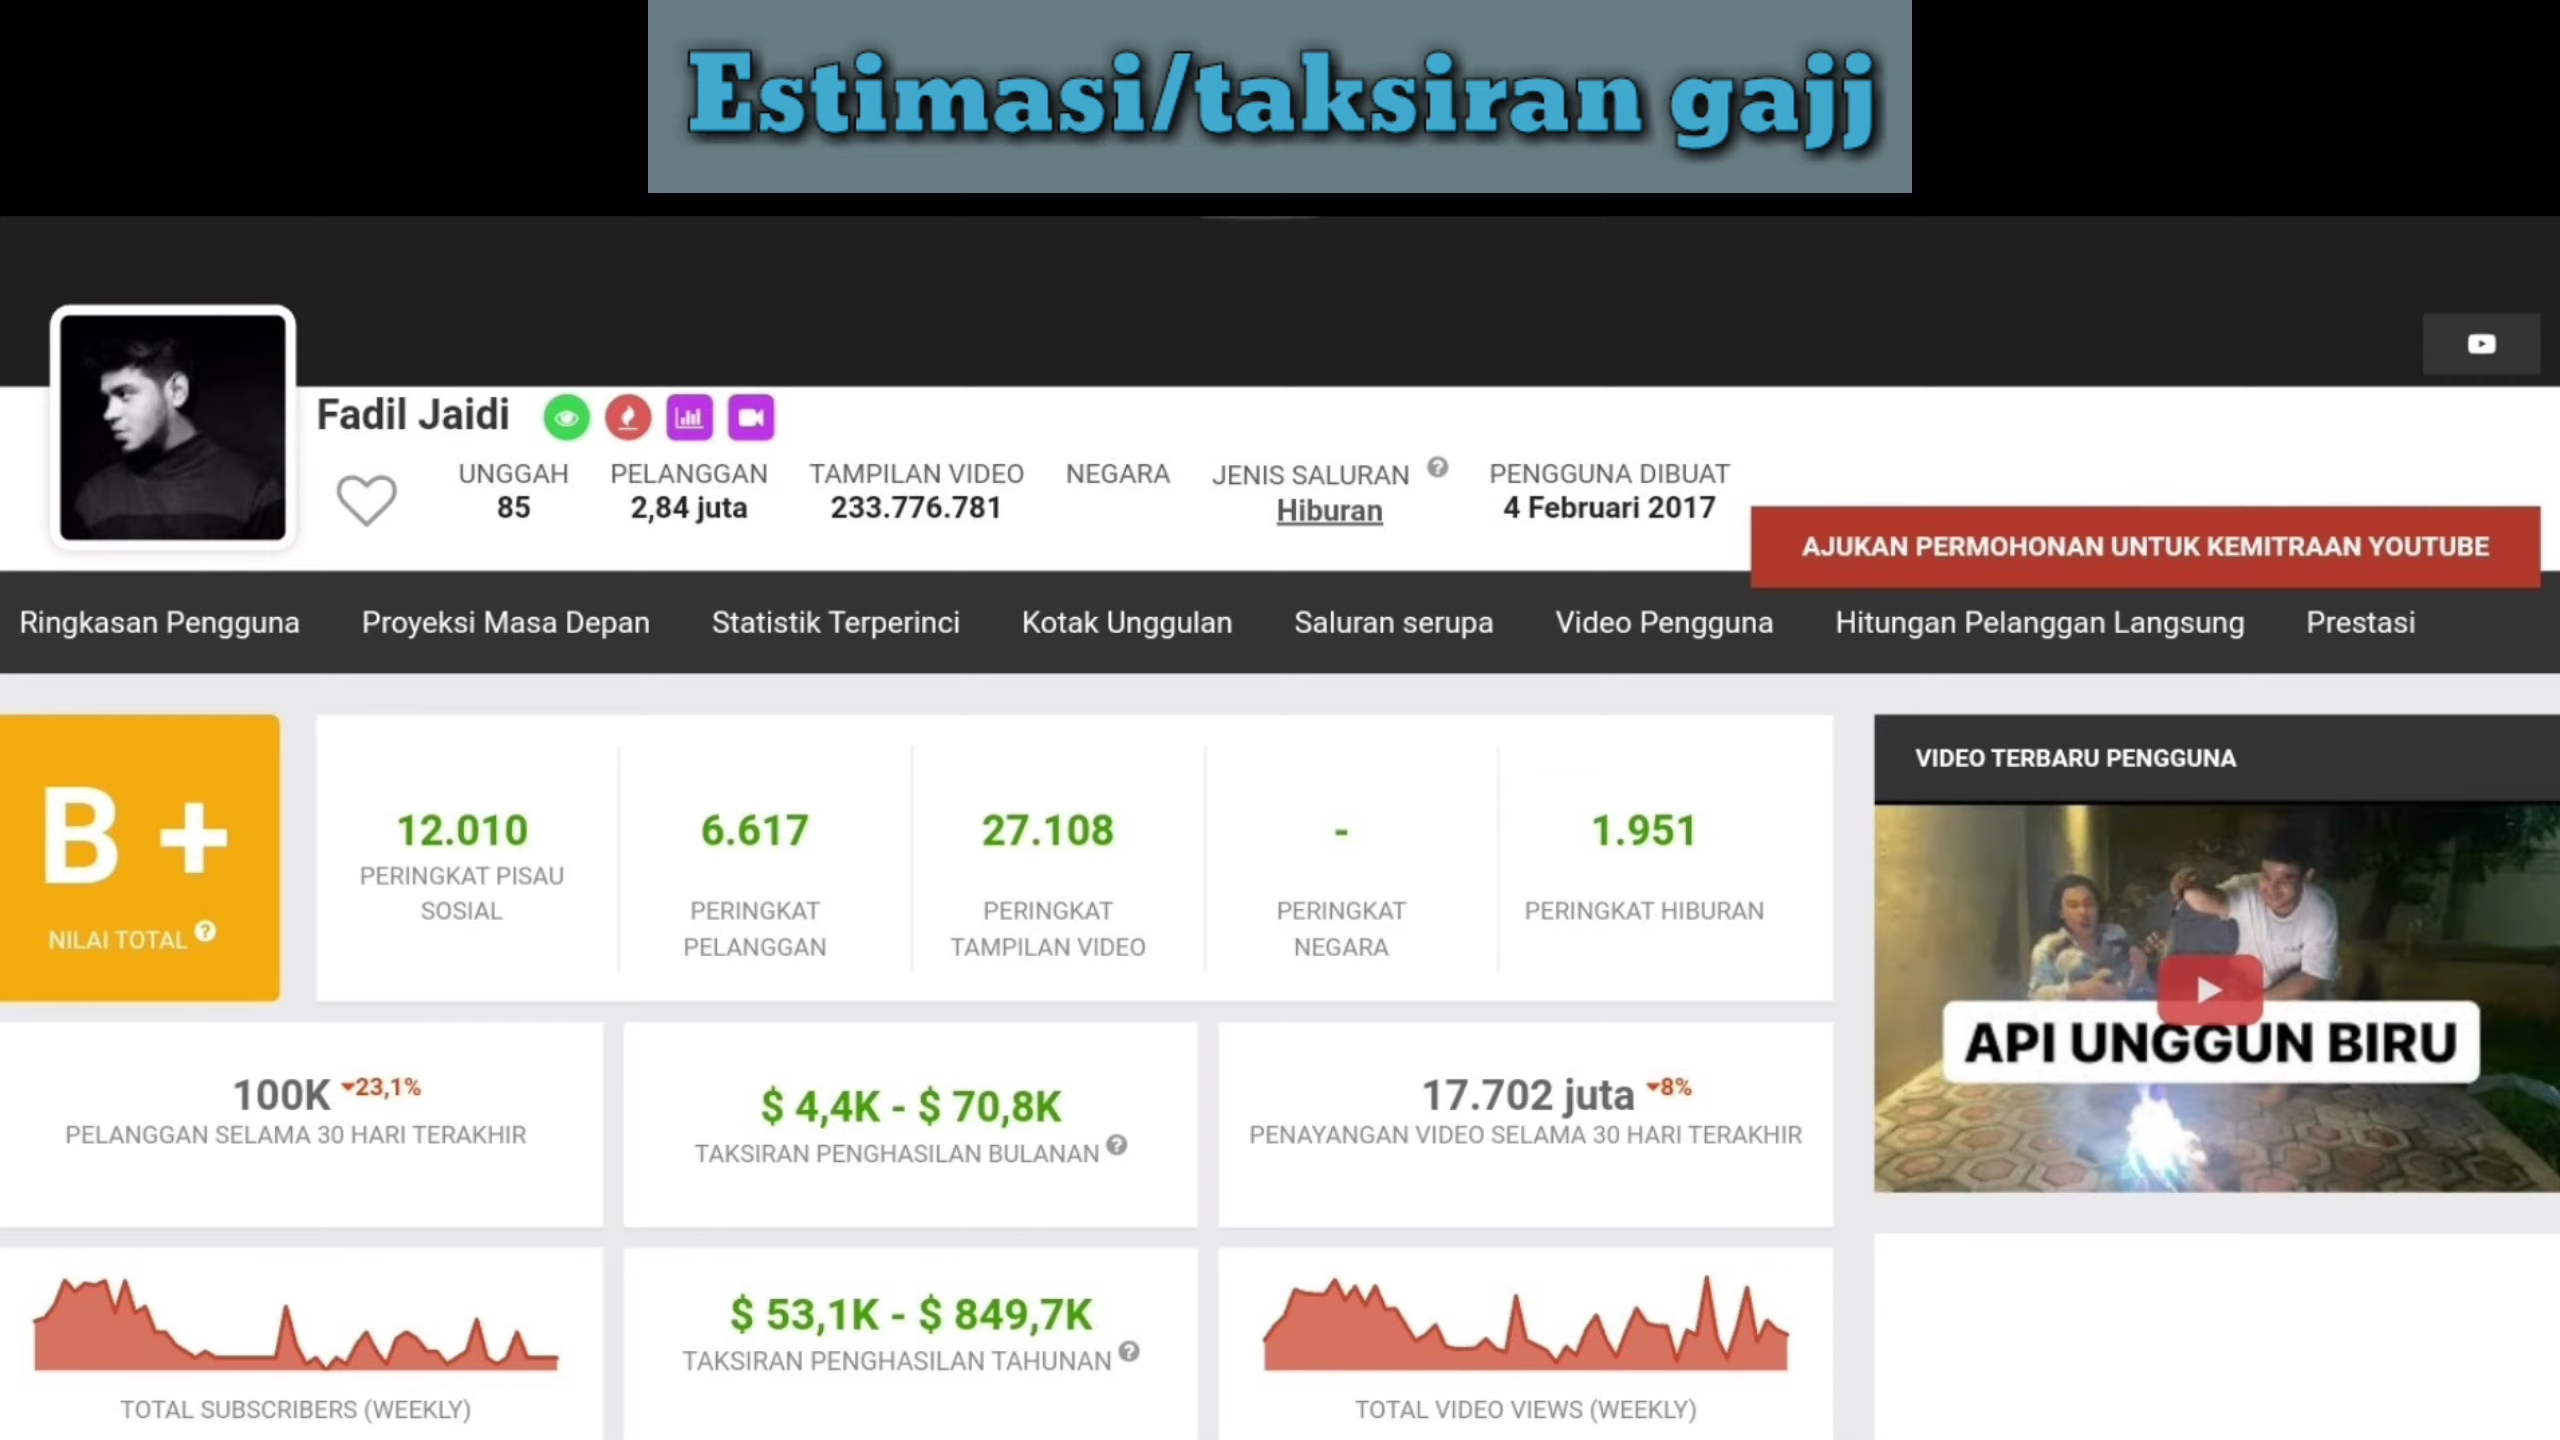 Estimasi/taksiran gajj
Fadil Jaidi
UNGGAH
85
PELANGGAN
2,84 juta
TAMPILAN VIDEO
233.776.781
NEGARA
JENIS SALURAN
Hiburan
PENGGUNA DIBUAT
4 Februari 2017
AJUKAN PERMOHONAN UNTUK KEMITRAAN YOUTUBE
Ringkasan Pengguna Proyeksi Masa Depan Statistik Terperinci Kotak Unggulan Saluran serupa Video Pengguna Hitungan Pelanggan Langsung Prestasi
B +
NILAI TOTAL ?
12.010
PERINGKAT PISAU
SOSIAL
6.617
PERINGKAT
PELANGGAN
27.108
PERINGKAT
TAMPILAN VIDEO
-
PERINGKAT
NEGARA
1.951
PERINGKAT HIBURAN
VIDEO TERBARU PENGGUNA
API UNGGUN BIRU
100K 23,1%
PELANGGAN SELAMA 30 HARI TERAKHIR
$ 4,4K - $ 70,8K
TAKSIRAN PENGHASILAN BULANAN ?
17.702 juta 8%
PENAYANGAN VIDEO SELAMA 30 HARI TERAKHIR
TOTAL SUBSCRIBERS (WEEKLY)
$ 53,1K - $ 849,7K
TAKSIRAN PENGHASILAN TAHUNAN ?
TOTAL VIDEO VIEWS (WEEKLY)